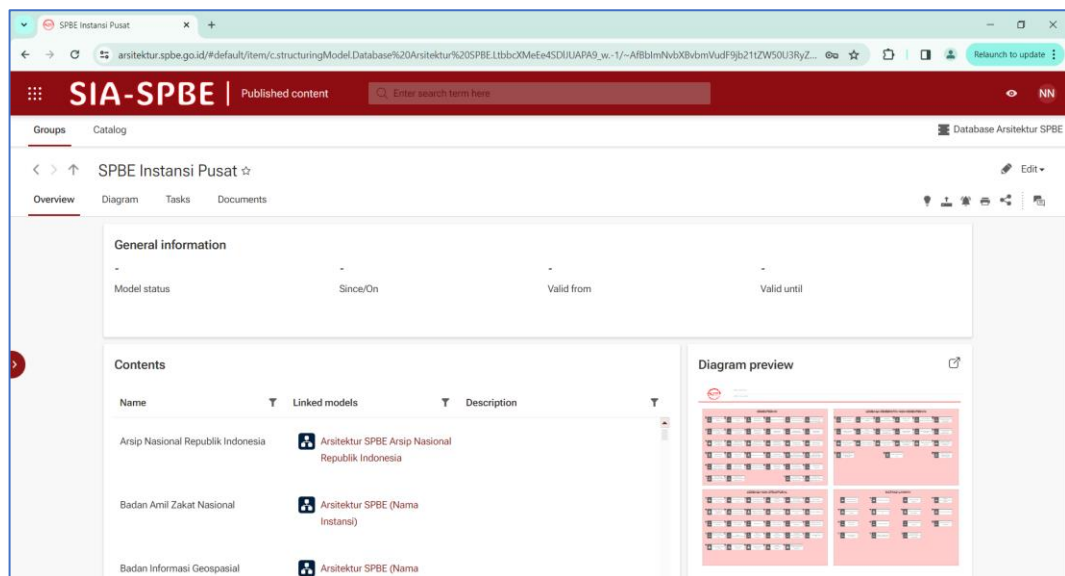 SPBE Instansi Pusat
arsitektur.spbe.go.id/#default/item/c.structuringModel.Database%20Arsitektur%20SPBE.LtbbcXMeEe4SDUUAPA9_w.-1/~AfBbImNvbXBvbmVudF9jb21tZW50U3RyZ...
Relaunch to update
SIA-SPBE | Published content
Enter search term here
NN
Groups Catalog
Database Arsitektur SPBE
SPBE Instansi Pusat
Edit
Overview Diagram Tasks Documents
General information
- - - -
Model status Since/On Valid from Valid until
Contents
Name Linked models Description
Arsip Nasional Republik Indonesia
Arsitektur SPBE Arsip Nasional
Republik Indonesia
Badan Amil Zakat Nasional
Arsitektur SPBE (Nama
Instansi)
Badan Informasi Geospasial
Arsitektur SPBE (Nama
Diagram preview